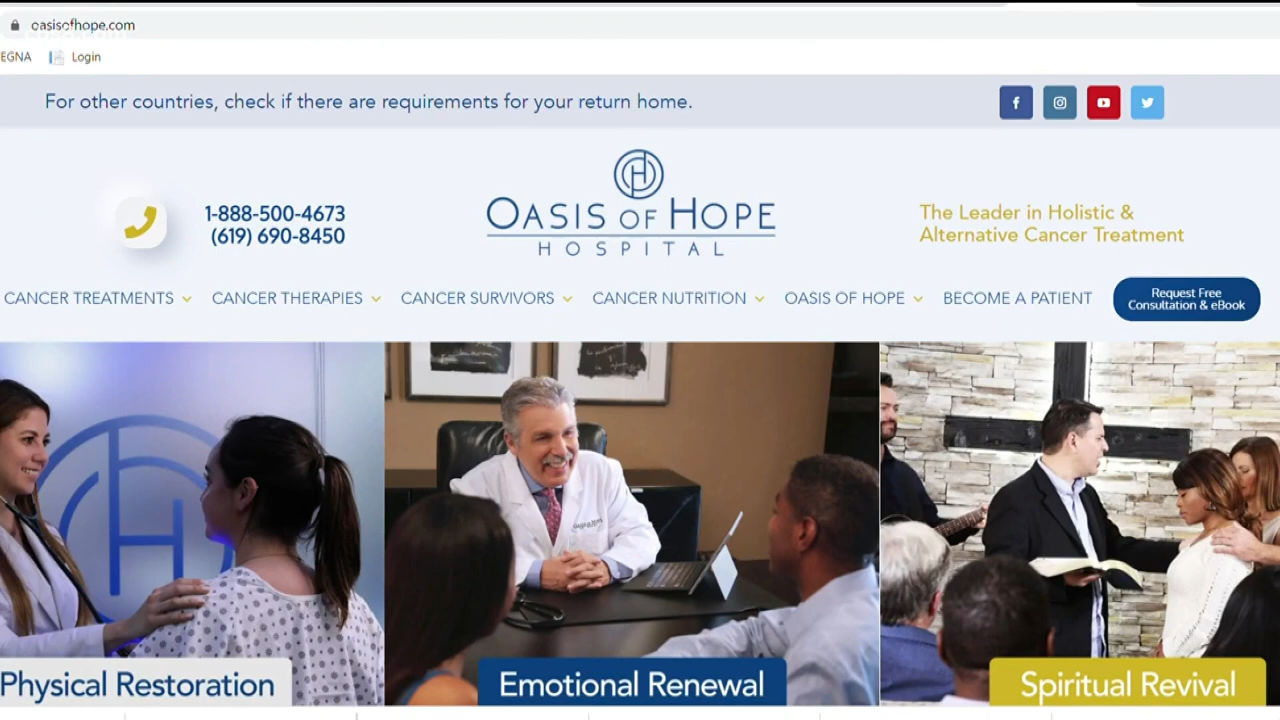 oasisofhope.com
EGNA
Login
For other countries, check if there are requirements for your return home.
1-888-500-4673
(619) 690-8450
OASIS OF HOPE
HOSPITAL
The Leader in Holistic &
Alternative Cancer Treatment
CANCER TREATMENTS
CANCER THERAPIES
CANCER SURVIVORS
CANCER NUTRITION
OASIS OF HOPE
BECOME A PATIENT
Request Free
Consultation & eBook
Physical Restoration
Emotional Renewal
Spiritual Revival